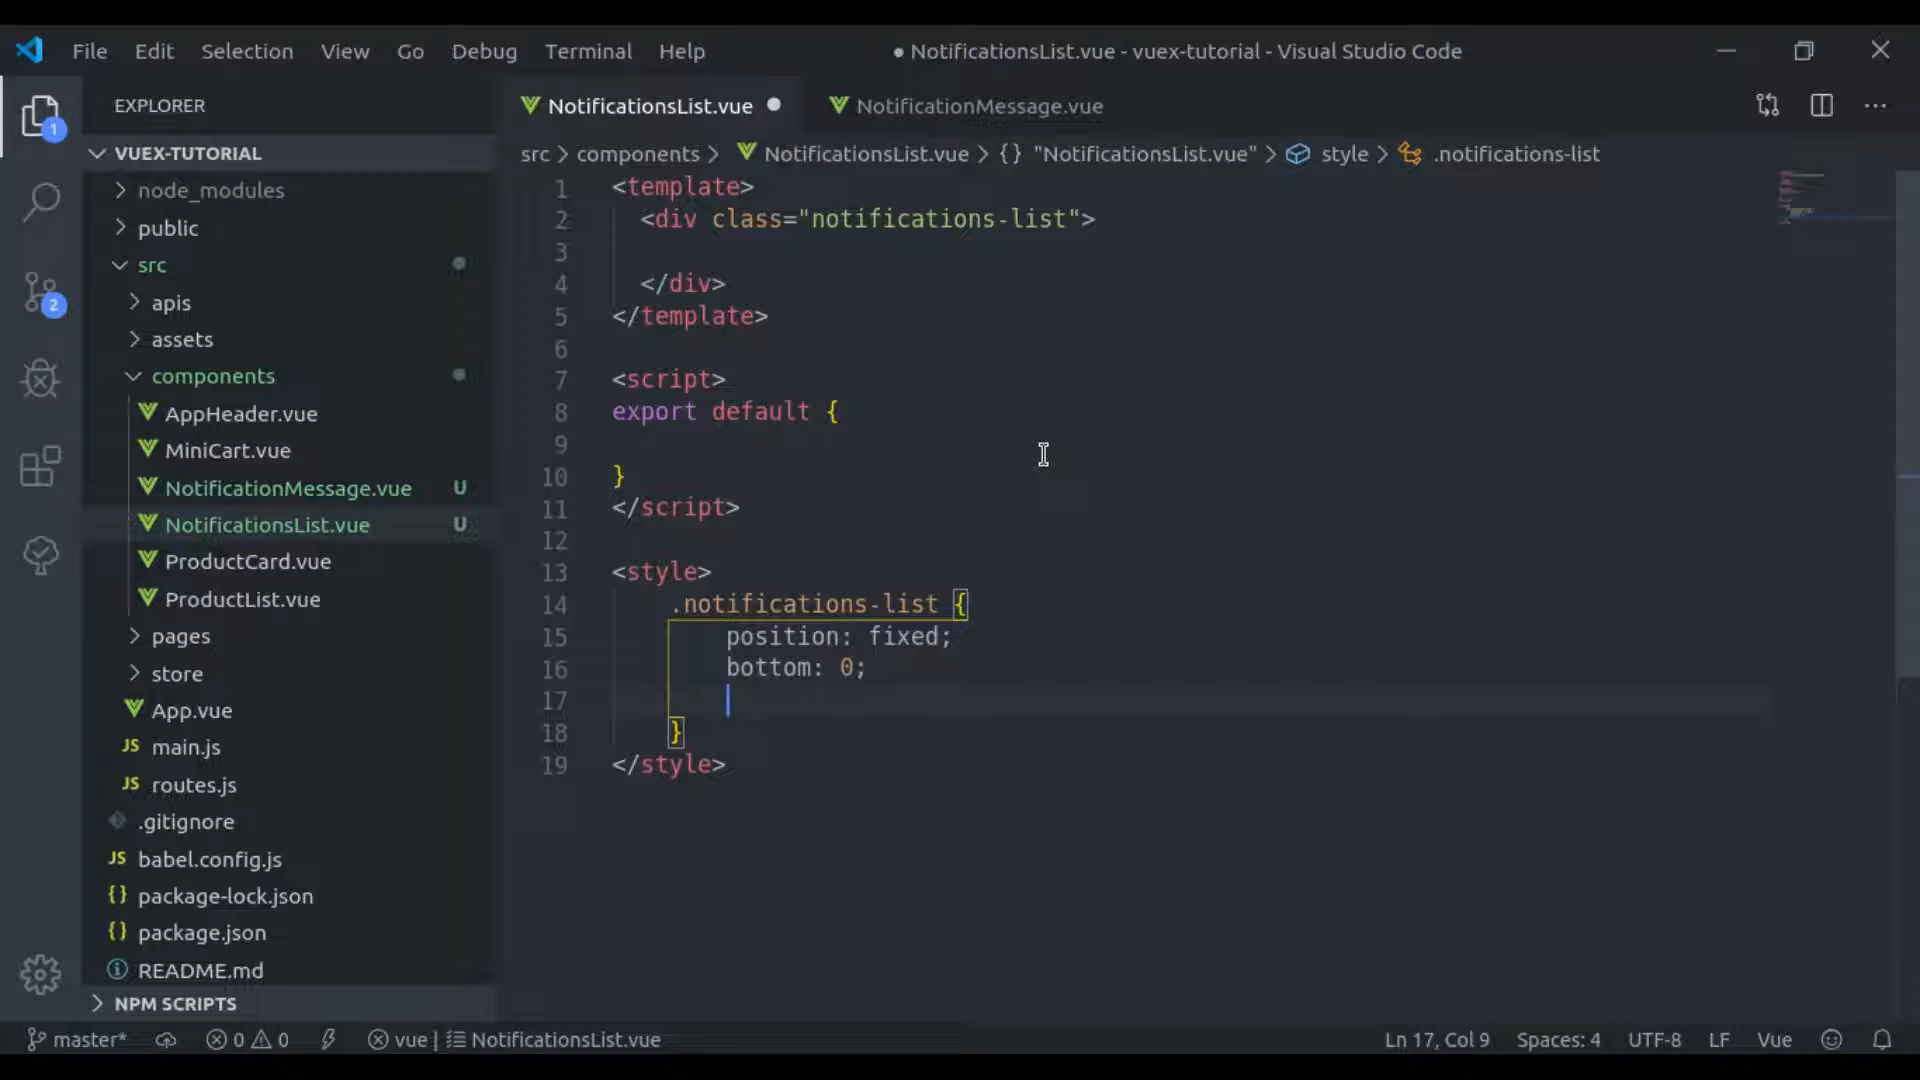 File Edit Selection View Go Debug Terminal Help
● NotificationsList.vue - vuex-tutorial - Visual Studio Code
EXPLORER
VUEX-TUTORIAL
node_modules
public
src
apis
assets
components
AppHeader.vue
MiniCart.vue
NotificationMessage.vue U
NotificationsList.vue U
ProductCard.vue
ProductList.vue
pages
store
App.vue
JS main.js
JS routes.js
.gitignore
JS babel.config.js
{} package-lock.json
{} package.json
README.md
NPM SCRIPTS
1
2
NotificationsList.vue ●
NotificationMessage.vue
src > components > NotificationsList.vue > {} "NotificationsList.vue" > style > .notifications-list
1 <template>
2 <div class="notifications-list">
3
4 </div>
5 </template>
6
7 <script>
8 export default {
9
10 }
11 </script>
12
13 <style>
14 .notifications-list {
15 position: fixed;
16 bottom: 0;
17
18 }
19 </style>
master* 0 0 vue | NotificationsList.vue
Ln 17, Col 9 Spaces: 4 UTF-8 LF Vue